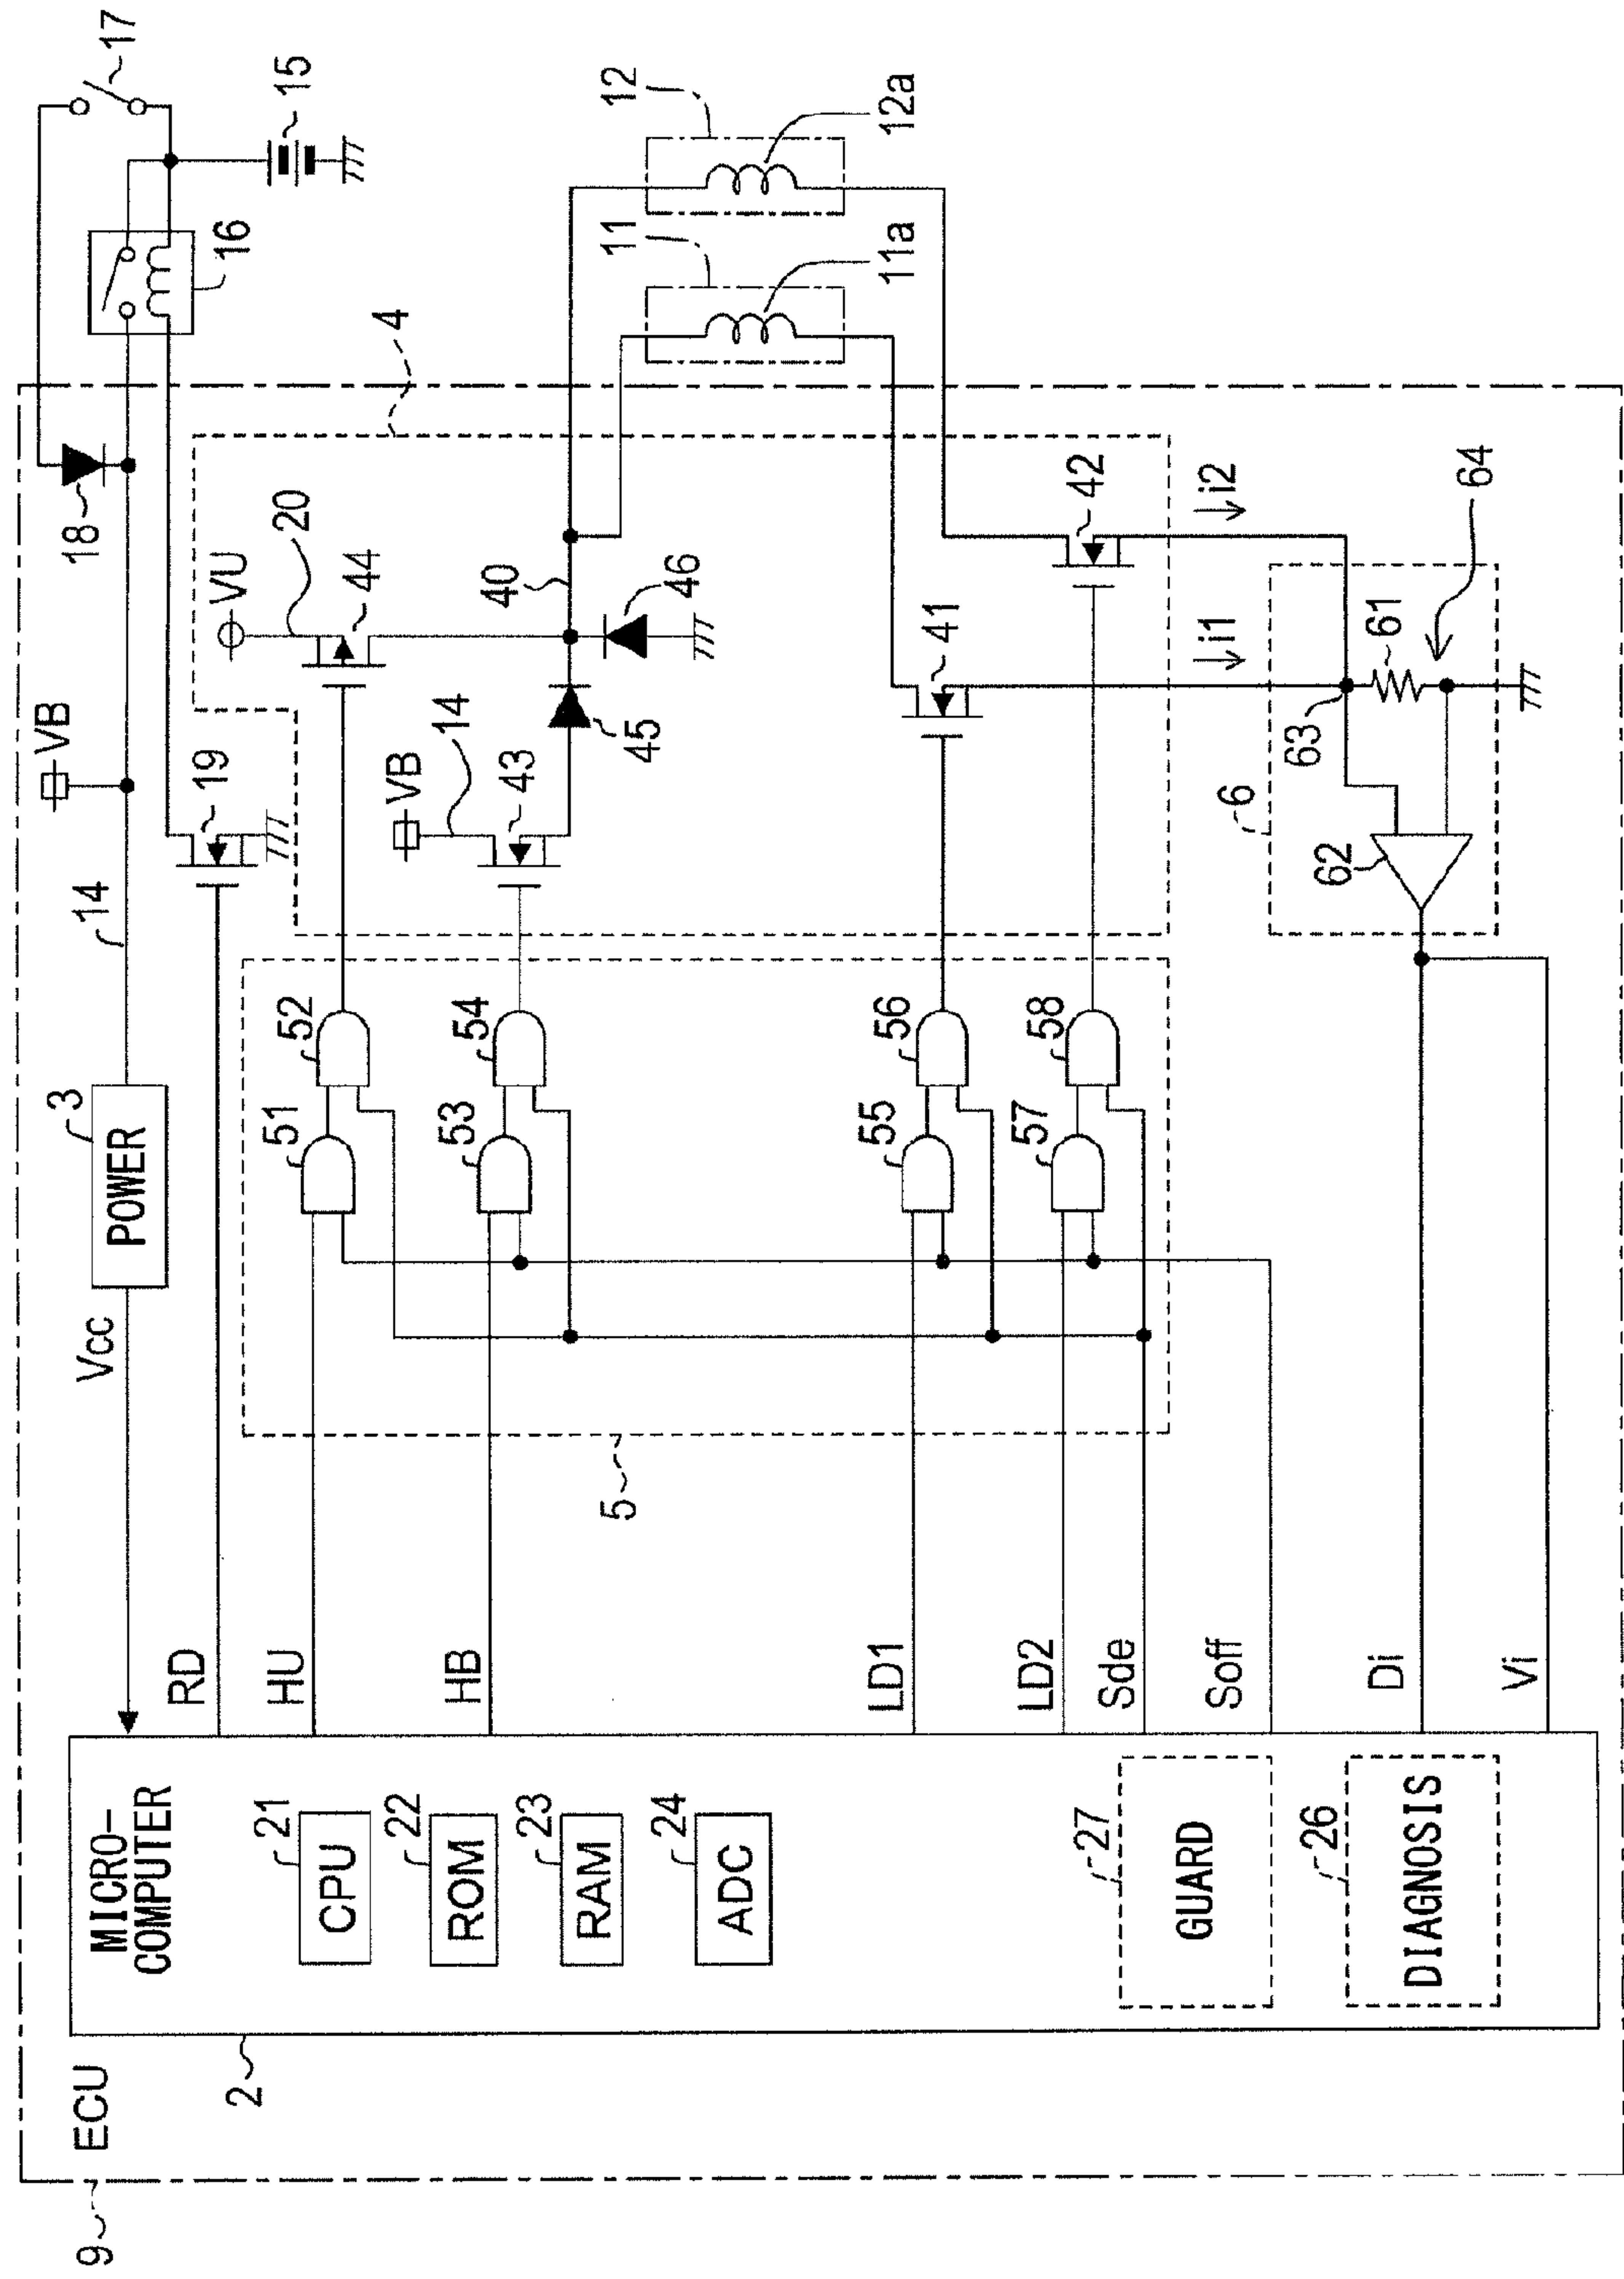 9
ECU
2
MICRO-
COMPUTER
21
CPU
22
ROM
23
RAM
24
ADC
27
GUARD
26
DIAGNOSIS
Vcc
RD
HU
HB
LD1
LD2
Sde
Soff
Di
Vi
3
POWER
14
VB
18
17
16
15
19
5
51
52
53
54
55
56
57
58
4
VU
20
44
VB
14
43
45
40
46
41
42
11
11a
12
12a
i1
i2
6
62
63
61
64